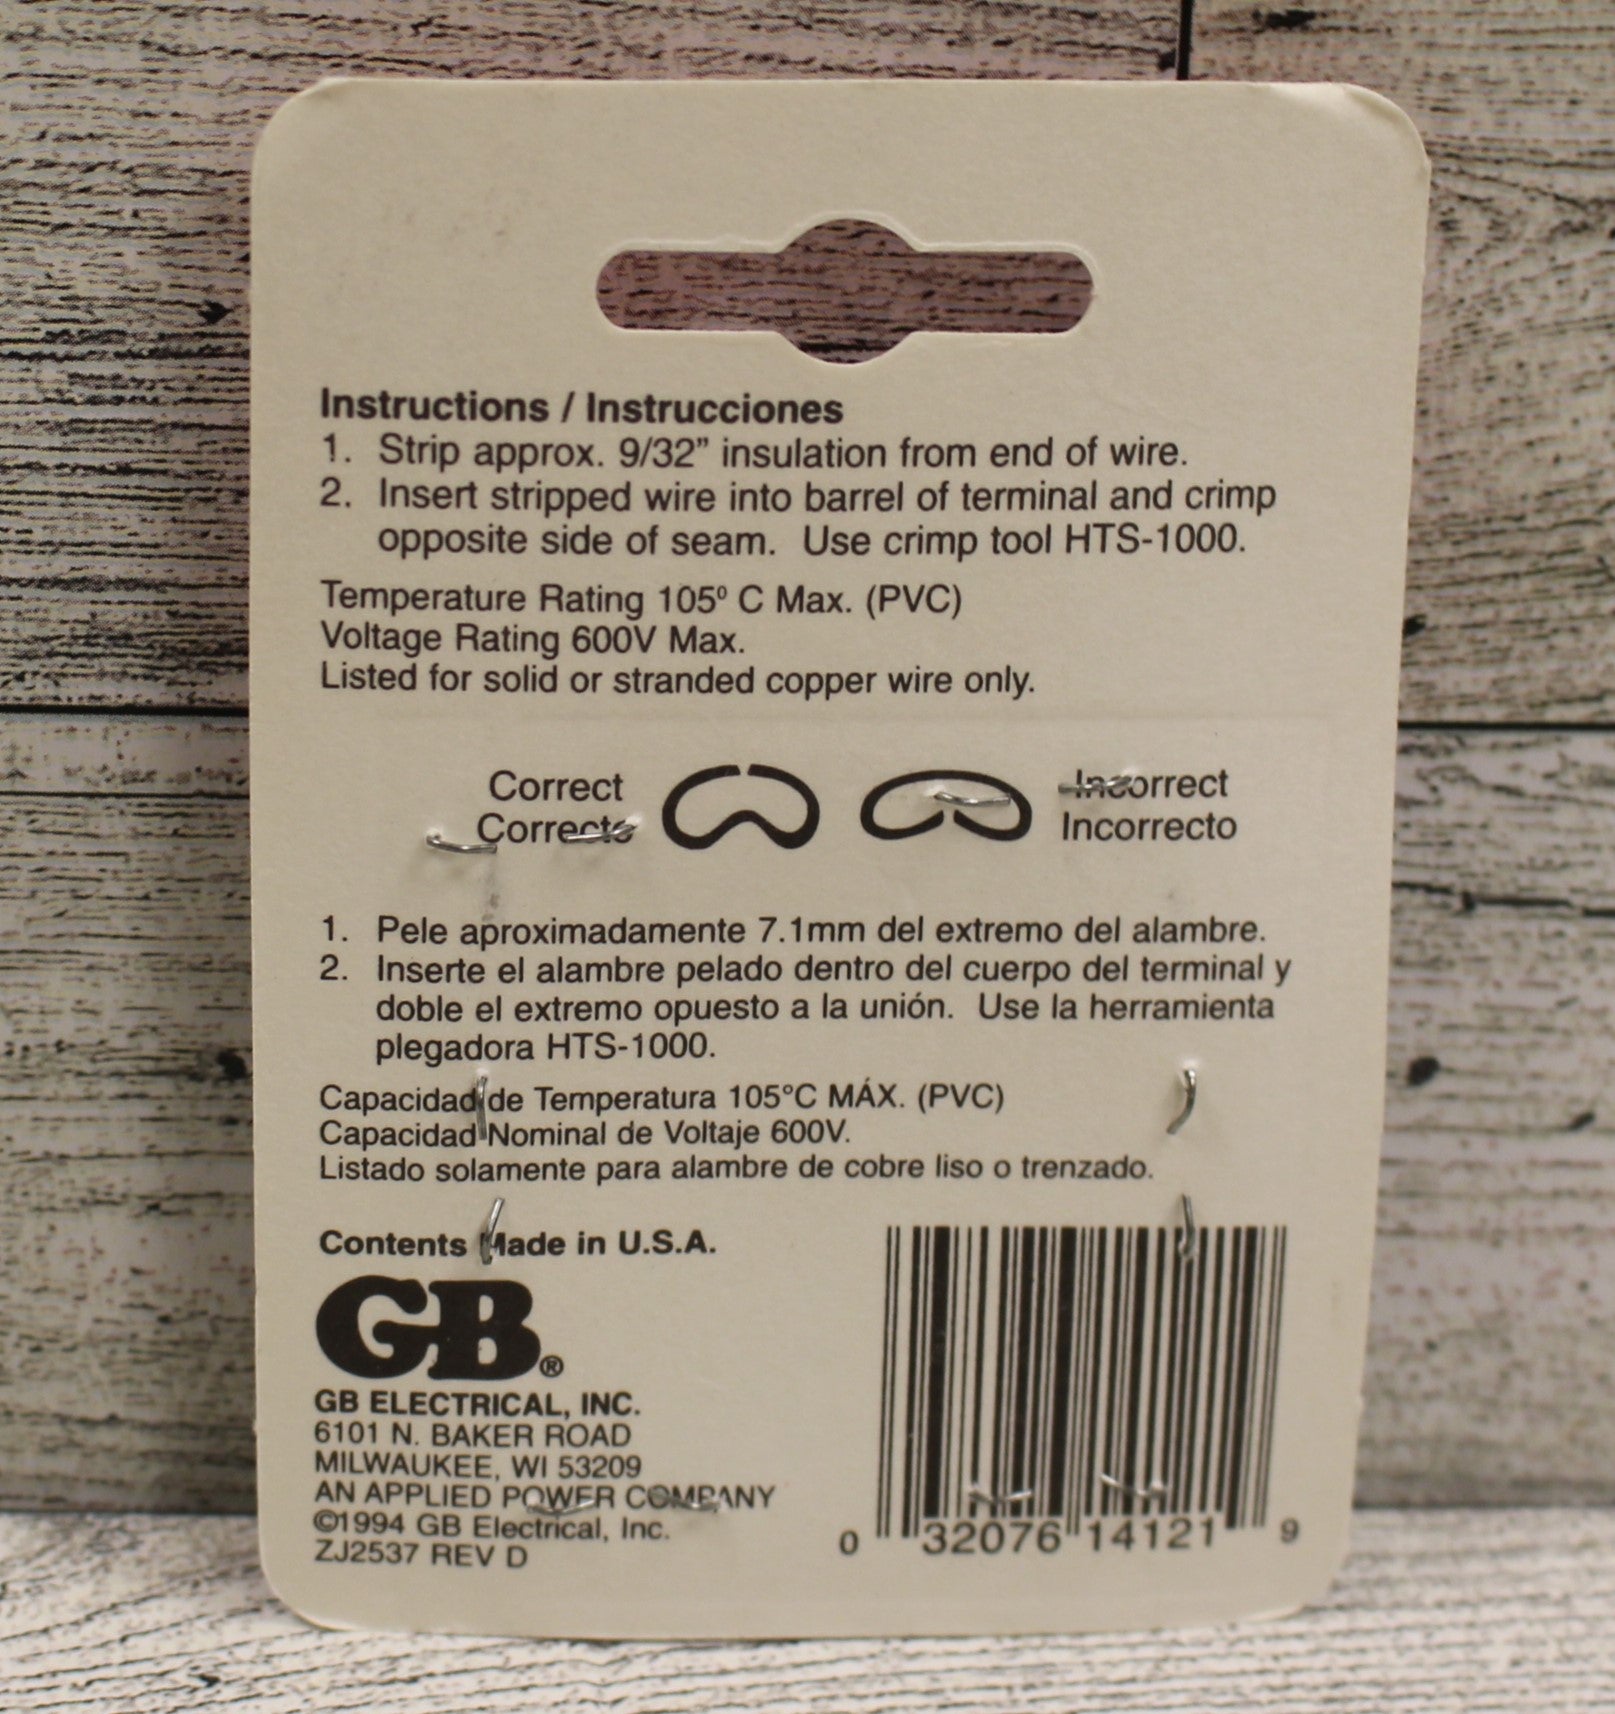 Instructions / Instrucciones
1. Strip approx. 9/32” insulation from end of wire.
2. Insert stripped wire into barrel of terminal and crimp
opposite side of seam. Use crimp tool HTS-1000.
Temperature Rating 105⁰ C Max. (PVC)
Voltage Rating 600V Max.
Listed for solid or stranded copper wire only.
Correct
Correcto
Incorrect
Incorrecto
1. Pele aproximadamente 7.1mm del extremo del alambre.
2. Inserte el alambre pelado dentro del cuerpo del terminal y
doble el extremo opuesto a la unión. Use la herramienta
plegadora HTS-1000.
Capacidad de Temperatura 105°C MÁX. (PVC)
Capacidad Nominal de Voltaje 600V.
Listado solamente para alambre de cobre liso o trenzado.
Contents Made in U.S.A.
GB®
GB ELECTRICAL, INC.
6101 N. BAKER ROAD
MILWAUKEE, WI 53209
AN APPLIED POWER COMPANY
©1994 GB Electrical, Inc.
ZJ2537 REV D
0 32076 14121 9